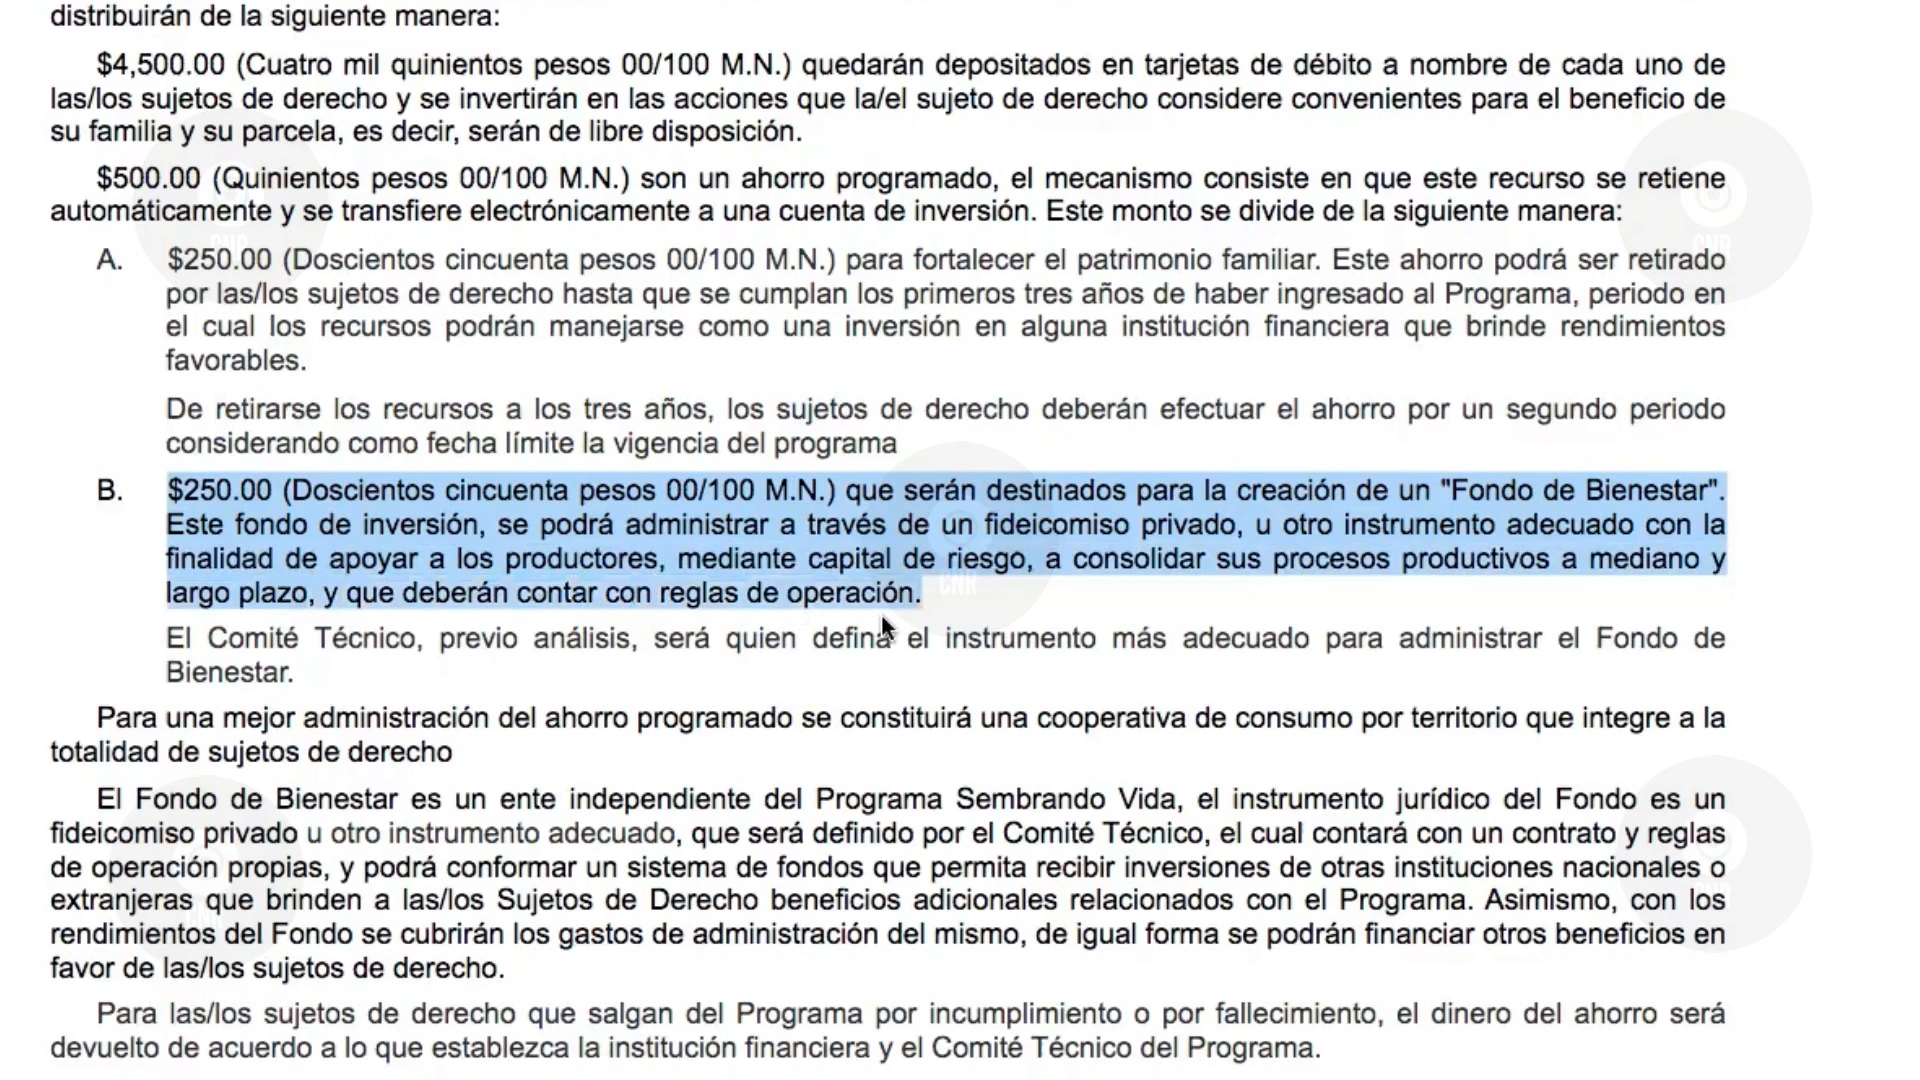 distribuirán de la siguiente manera:
$4,500.00 (Cuatro mil quinientos pesos 00/100 M.N.) quedarán depositados en tarjetas de débito a nombre de cada uno de
las/los sujetos de derecho y se invertirán en las acciones que la/el sujeto de derecho considere convenientes para el beneficio de
su familia y su parcela, es decir, serán de libre disposición.
$500.00 (Quinientos pesos 00/100 M.N.) son un ahorro programado, el mecanismo consiste en que este recurso se retiene
automáticamente y se transfiere electrónicamente a una cuenta de inversión. Este monto se divide de la siguiente manera:
A. $250.00 (Doscientos cincuenta pesos 00/100 M.N.) para fortalecer el patrimonio familiar. Este ahorro podrá ser retirado
por las/los sujetos de derecho hasta que se cumplan los primeros tres años de haber ingresado al Programa, periodo en
el cual los recursos podrán manejarse como una inversión en alguna institución financiera que brinde rendimientos
favorables.
De retirarse los recursos a los tres años, los sujetos de derecho deberán efectuar el ahorro por un segundo periodo
considerando como fecha límite la vigencia del programa
B. $250.00 (Doscientos cincuenta pesos 00/100 M.N.) que serán destinados para la creación de un "Fondo de Bienestar".
Este fondo de inversión, se podrá administrar a través de un fideicomiso privado, u otro instrumento adecuado con la
finalidad de apoyar a los productores, mediante capital de riesgo, a consolidar sus procesos productivos a mediano y
largo plazo, y que deberán contar con reglas de operación.
El Comité Técnico, previo análisis, será quien defina el instrumento más adecuado para administrar el Fondo de
Bienestar.
Para una mejor administración del ahorro programado se constituirá una cooperativa de consumo por territorio que integre a la
totalidad de sujetos de derecho
El Fondo de Bienestar es un ente independiente del Programa Sembrando Vida, el instrumento jurídico del Fondo es un
fideicomiso privado u otro instrumento adecuado, que será definido por el Comité Técnico, el cual contará con un contrato y reglas
de operación propias, y podrá conformar un sistema de fondos que permita recibir inversiones de otras instituciones nacionales o
extranjeras que brinden a las/los Sujetos de Derecho beneficios adicionales relacionados con el Programa. Asimismo, con los
rendimientos del Fondo se cubrirán los gastos de administración del mismo, de igual forma se podrán financiar otros beneficios en
favor de las/los sujetos de derecho.
Para las/los sujetos de derecho que salgan del Programa por incumplimiento o por fallecimiento, el dinero del ahorro será
devuelto de acuerdo a lo que establezca la institución financiera y el Comité Técnico del Programa.